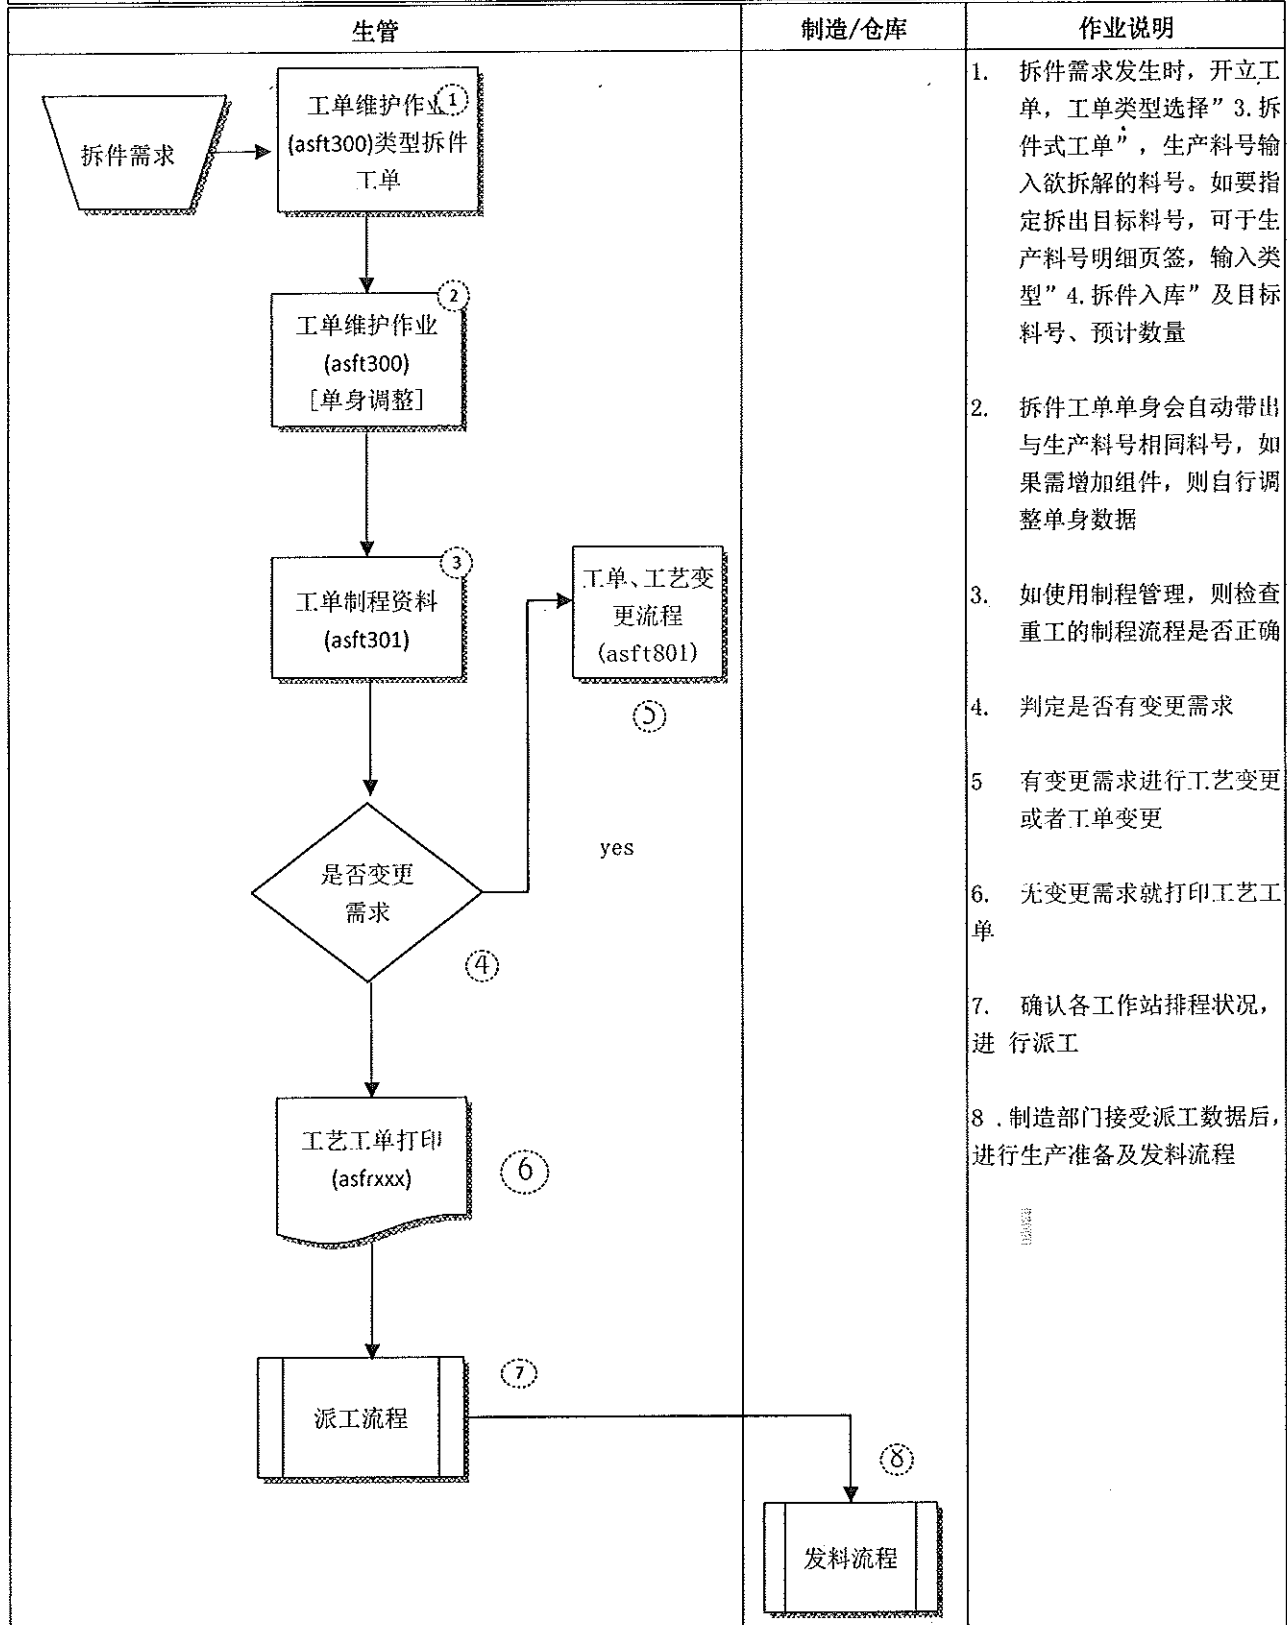 生管
制造/仓库
作业说明
拆件需求
工单维护作业
①
(asft300)类型拆件
工单
②
工单维护作业
(asft300)
[单身调整]
③
工单制程资料
(asft301)
工单、工艺变
更流程
(asft801)
⑤
yes
是否变更
需求
④
工艺工单打印
(asfrxxx)
⑥
派工流程
⑦
⑧
发料流程
1. 拆件需求发生时，开立工
单，工单类型选择”3.拆
件式工单”，生产料号输
入欲拆解的料号。如要指
定拆出目标料号，可于生
产料号明细页签，输入类
型”4.拆件入库”及目标
料号、预计数量
2. 拆件工单单身会自动带出
与生产料号相同料号，如
果需增加组件，则自行调
整单身数据
3. 如使用制程管理，则检查
重工的制程流程是否正确
4. 判定是否有变更需求
5 有变更需求进行工艺变更
或者工单变更
6. 无变更需求就打印工艺工
单
7. 确认各工作站排程状况，
进 行派工
8 .制造部门接受派工数据后，
进行生产准备及发料流程